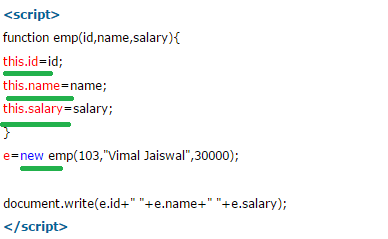 <script>
function emp(id,name,salary){
this.id=id;
this.name=name;
this.salary=salary;
}
e=new emp(103,"Vimal Jaiswal",30000);
document.write(e.id+" "+e.name+" "+e.salary);
</script>